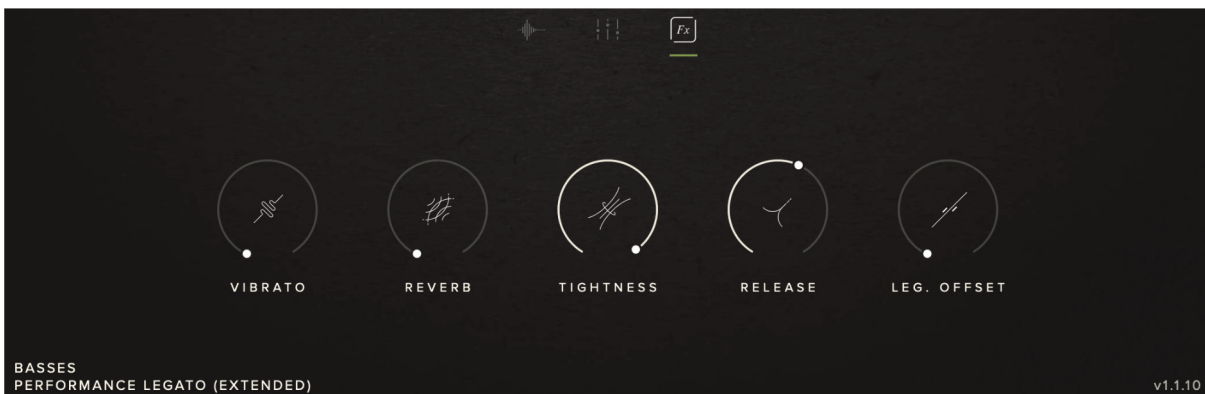 Fx
VIBRATO
REVERB
TIGHTNESS
RELEASE
LEG. OFFSET
BASSES
PERFORMANCE LEGATO (EXTENDED)
v1.1.10